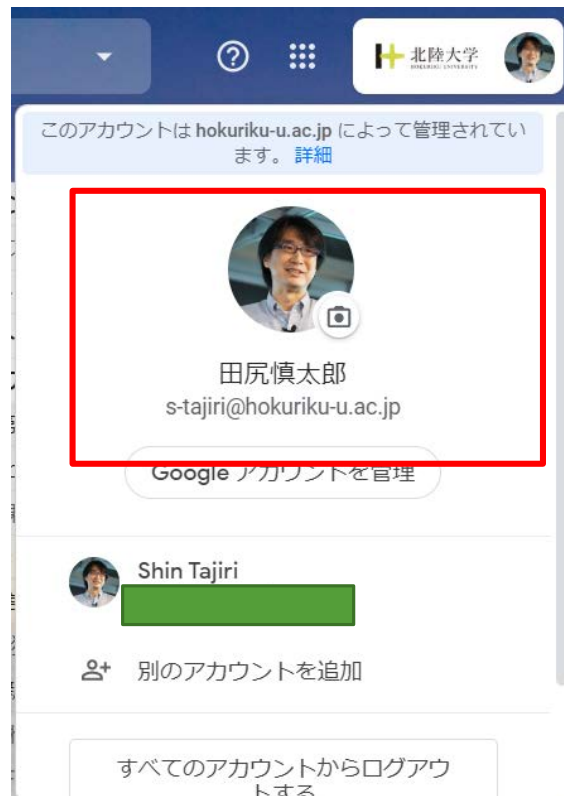 北陸大学
HOKURIKU UNIVERSITY
このアカウントは hokuriku-u.ac.jp によって管理されてい
ます。 詳細
田尻慎太郎
s-tajiri@hokuriku-u.ac.jp
Google アカウントを管理
Shin Tajiri
別のアカウントを追加
すべてのアカウントからログアウ
トする